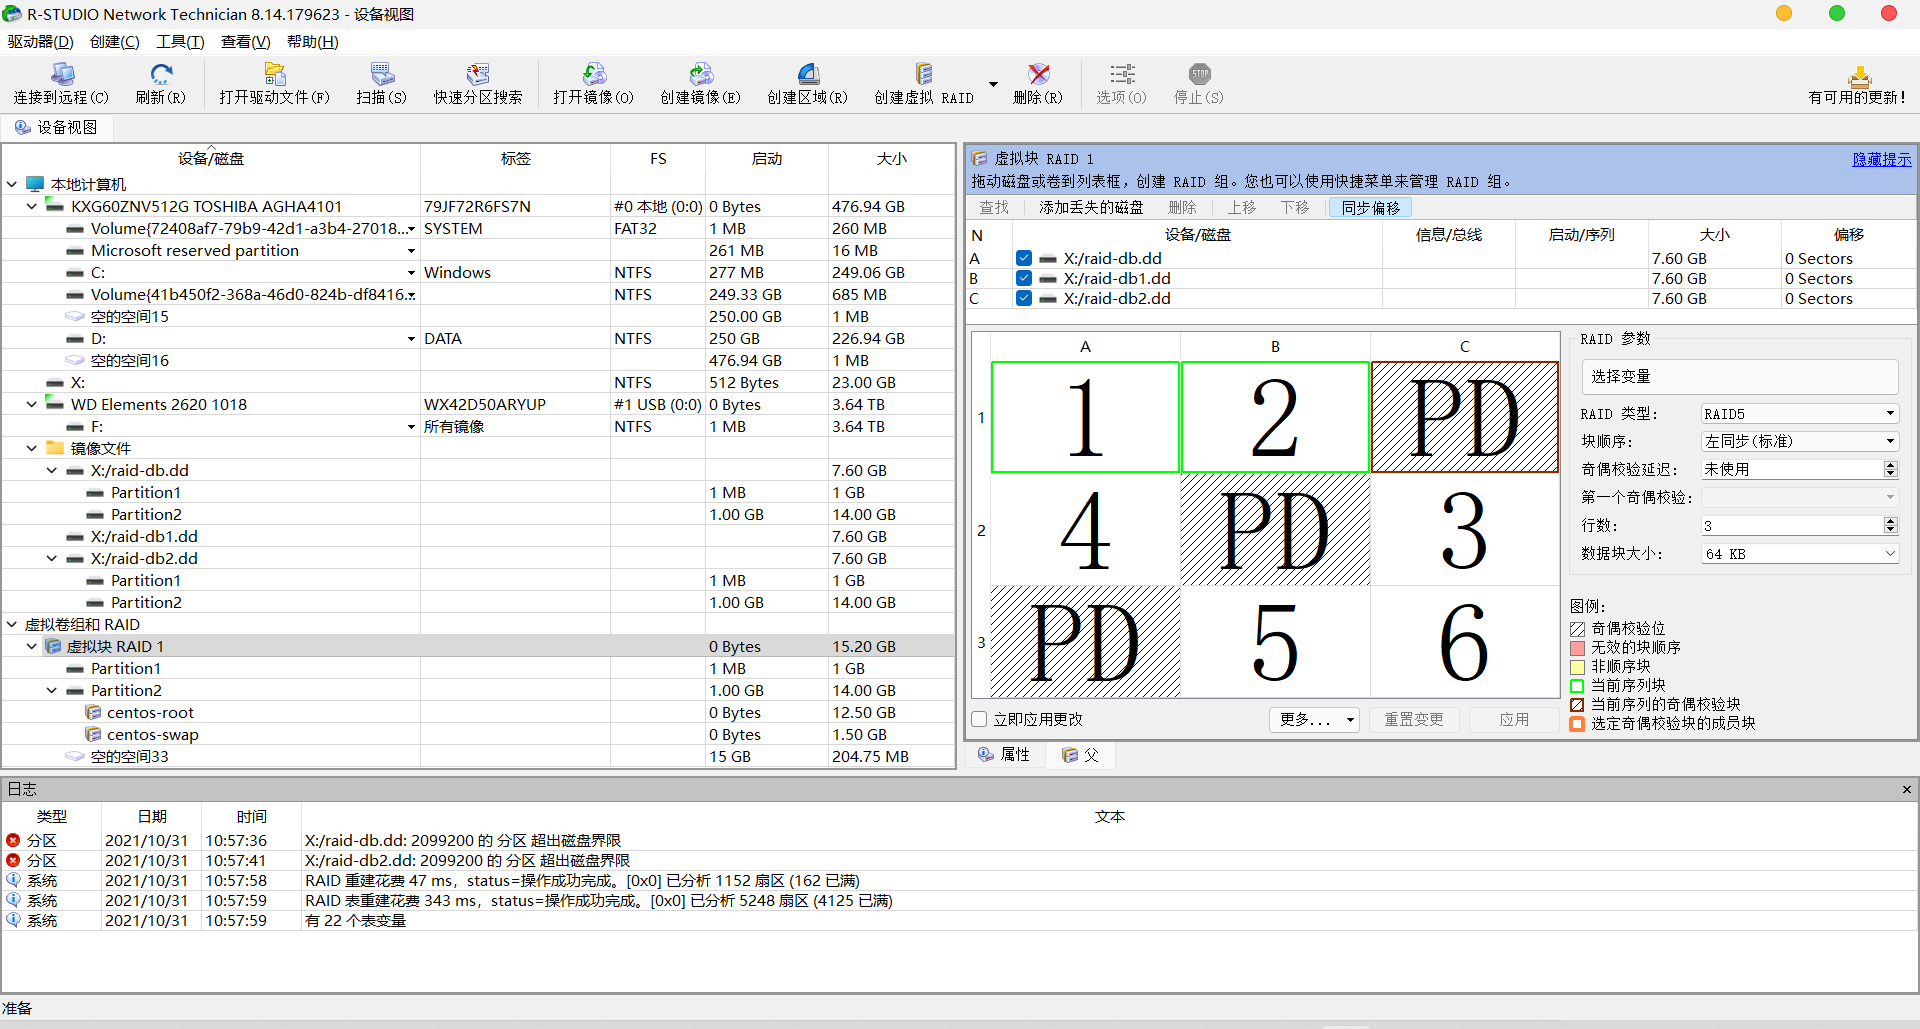 R-STUDIO Network Technician 8.14.179623 - 设备视图
驱动器(D) 创建(C) 工具(T) 查看(V) 帮助(H)
连接到远程(C) 刷新(R) 打开驱动文件(F) 扫描(S) 快速分区搜索 打开镜像(O) 创建镜像(E) 创建区域(R) 创建虚拟 RAID 删除(R) 选项(O) 停止(S) 有可用的更新!
STOP
设备视图
设备/磁盘 标签 FS 启动 大小
本地计算机
KXG60ZNV512G TOSHIBA AGHA4101 79JF72R6FS7N #0 本地 (0:0) 0 Bytes 476.94 GB
Volume{72408af7-79b9-42d1-a3b4-27018... SYSTEM FAT32 1 MB 260 MB
Microsoft reserved partition 261 MB 16 MB
C: Windows NTFS 277 MB 249.06 GB
Volume{41b450f2-368a-46d0-824b-df8416... NTFS 249.33 GB 685 MB
空的空间15 250.00 GB 1 MB
D: DATA NTFS 250 GB 226.94 GB
空的空间16 476.94 GB 1 MB
X: NTFS 512 Bytes 23.00 GB
WD Elements 2620 1018 WX42D50ARYUP #1 USB (0:0) 0 Bytes 3.64 TB
F: 所有镜像 NTFS 1 MB 3.64 TB
镜像文件
X:/raid-db.dd 7.60 GB
Partition1 1 MB 1 GB
Partition2 1.00 GB 14.00 GB
X:/raid-db1.dd 7.60 GB
X:/raid-db2.dd 7.60 GB
Partition1 1 MB 1 GB
Partition2 1.00 GB 14.00 GB
虚拟卷组和 RAID
虚拟块 RAID 1 0 Bytes 15.20 GB
Partition1 1 MB 1 GB
Partition2 1.00 GB 14.00 GB
centos-root 0 Bytes 12.50 GB
centos-swap 0 Bytes 1.50 GB
空的空间33 15 GB 204.75 MB
虚拟块 RAID 1 隐藏提示
拖动磁盘或卷到列表框，创建 RAID 组。您也可以使用快捷菜单来管理 RAID 组。
查找 添加丢失的磁盘 删除 上移 下移 同步偏移
N 设备/磁盘 信息/总线 启动/序列 大小 偏移
A X:/raid-db.dd 7.60 GB 0 Sectors
B X:/raid-db1.dd 7.60 GB 0 Sectors
C X:/raid-db2.dd 7.60 GB 0 Sectors
A B C
1 1 2 PD
2 4 PD 3
3 PD 5 6
立即应用更改 更多... 重置变更 应用
RAID 参数
选择变量
RAID 类型: RAID5
块顺序: 左同步(标准)
奇偶校验延迟: 未使用
第一个奇偶校验:
行数: 3
数据块大小: 64 KB
图例:
奇偶校验位
无效的块顺序
非顺序块
当前序列块
当前序列的奇偶校验块
选定奇偶校验块的成员块
属性 父
日志
类型 日期 时间 文本
分区 2021/10/31 10:57:36 X:/raid-db.dd: 2099200 的 分区 超出磁盘界限
分区 2021/10/31 10:57:41 X:/raid-db2.dd: 2099200 的 分区 超出磁盘界限
系统 2021/10/31 10:57:58 RAID 重建花费 47 ms，status=操作成功完成。[0x0] 已分析 1152 扇区 (162 已满)
系统 2021/10/31 10:57:59 RAID 表重建花费 343 ms，status=操作成功完成。[0x0] 已分析 5248 扇区 (4125 已满)
系统 2021/10/31 10:57:59 有 22 个表变量
准备